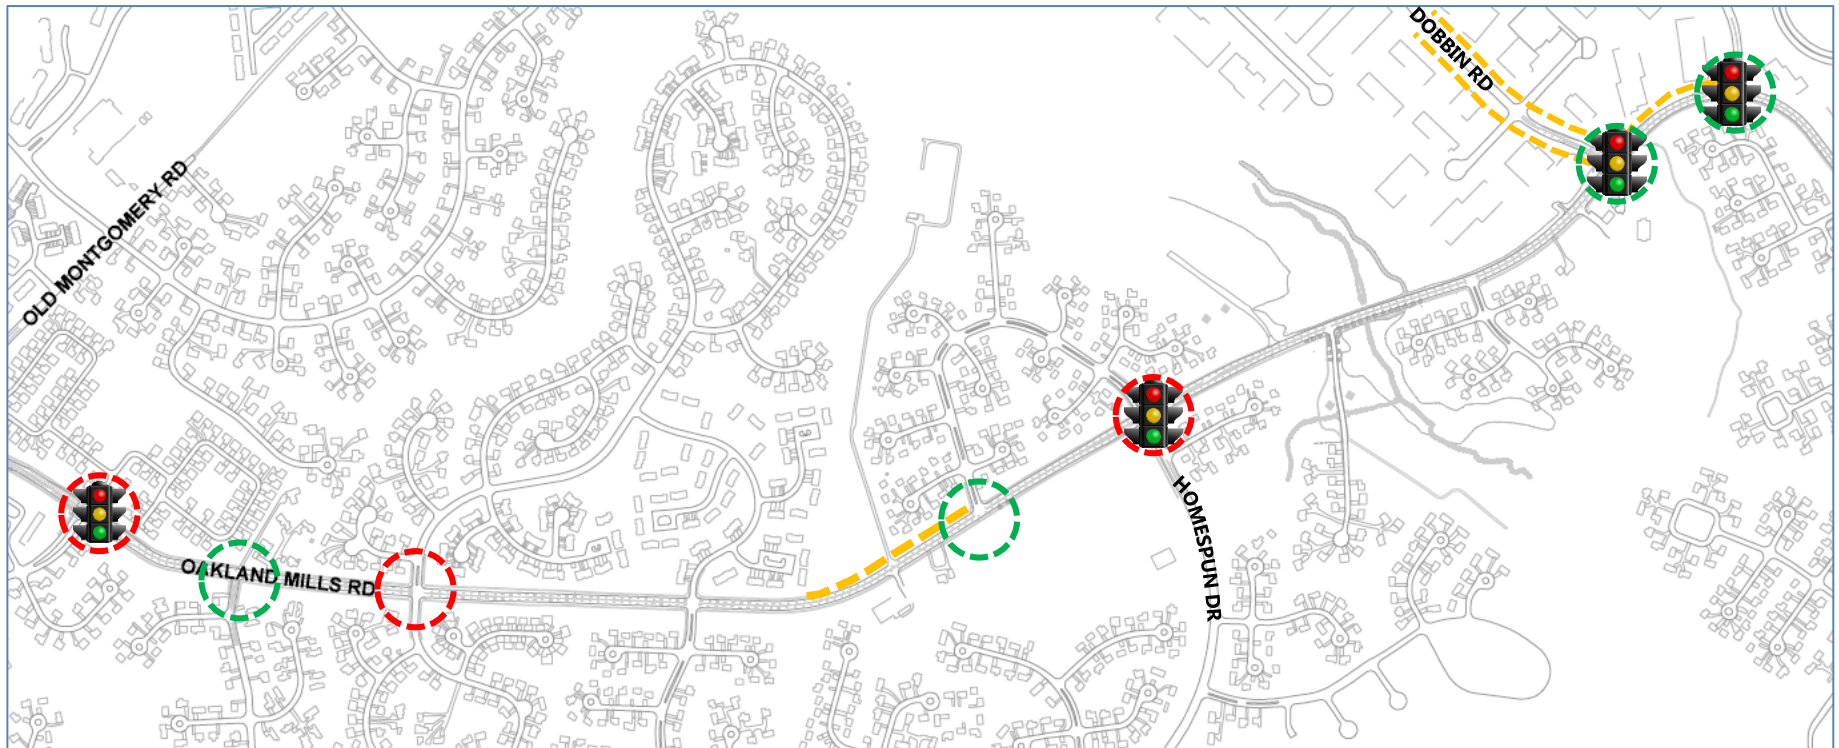 DOBBIN RD
OLD MONTGOMERY RD
HOMESPUN DR
OAKLAND MILLS RD